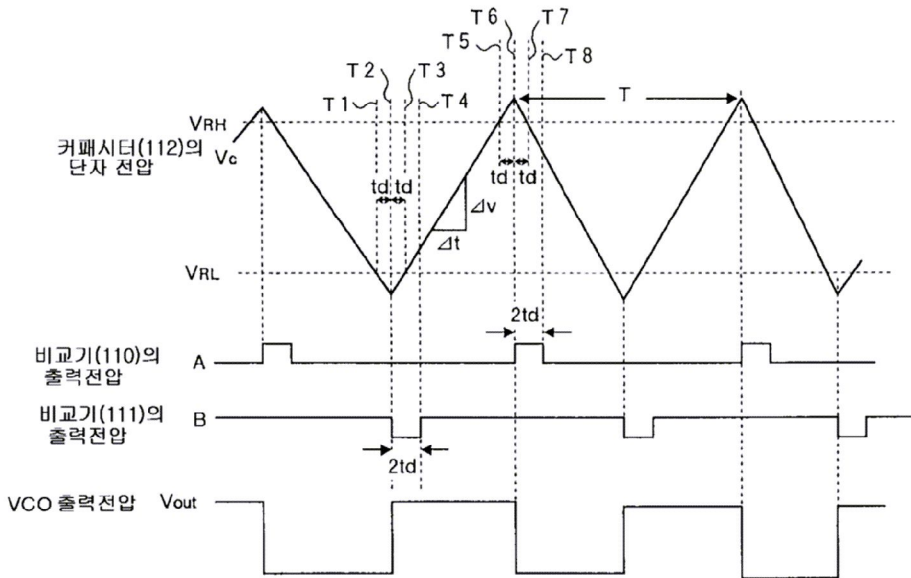 T6
T7
T5
T8
T2
T3
T1
T4
T
VRH
커패시터(112)의
단자 전압
Vc
td
td
td
td
⊿v
⊿t
VRL
2td
비교기(110)의
출력전압
A
비교기(111)의
출력전압
B
2td
VCO 출력전압
Vout